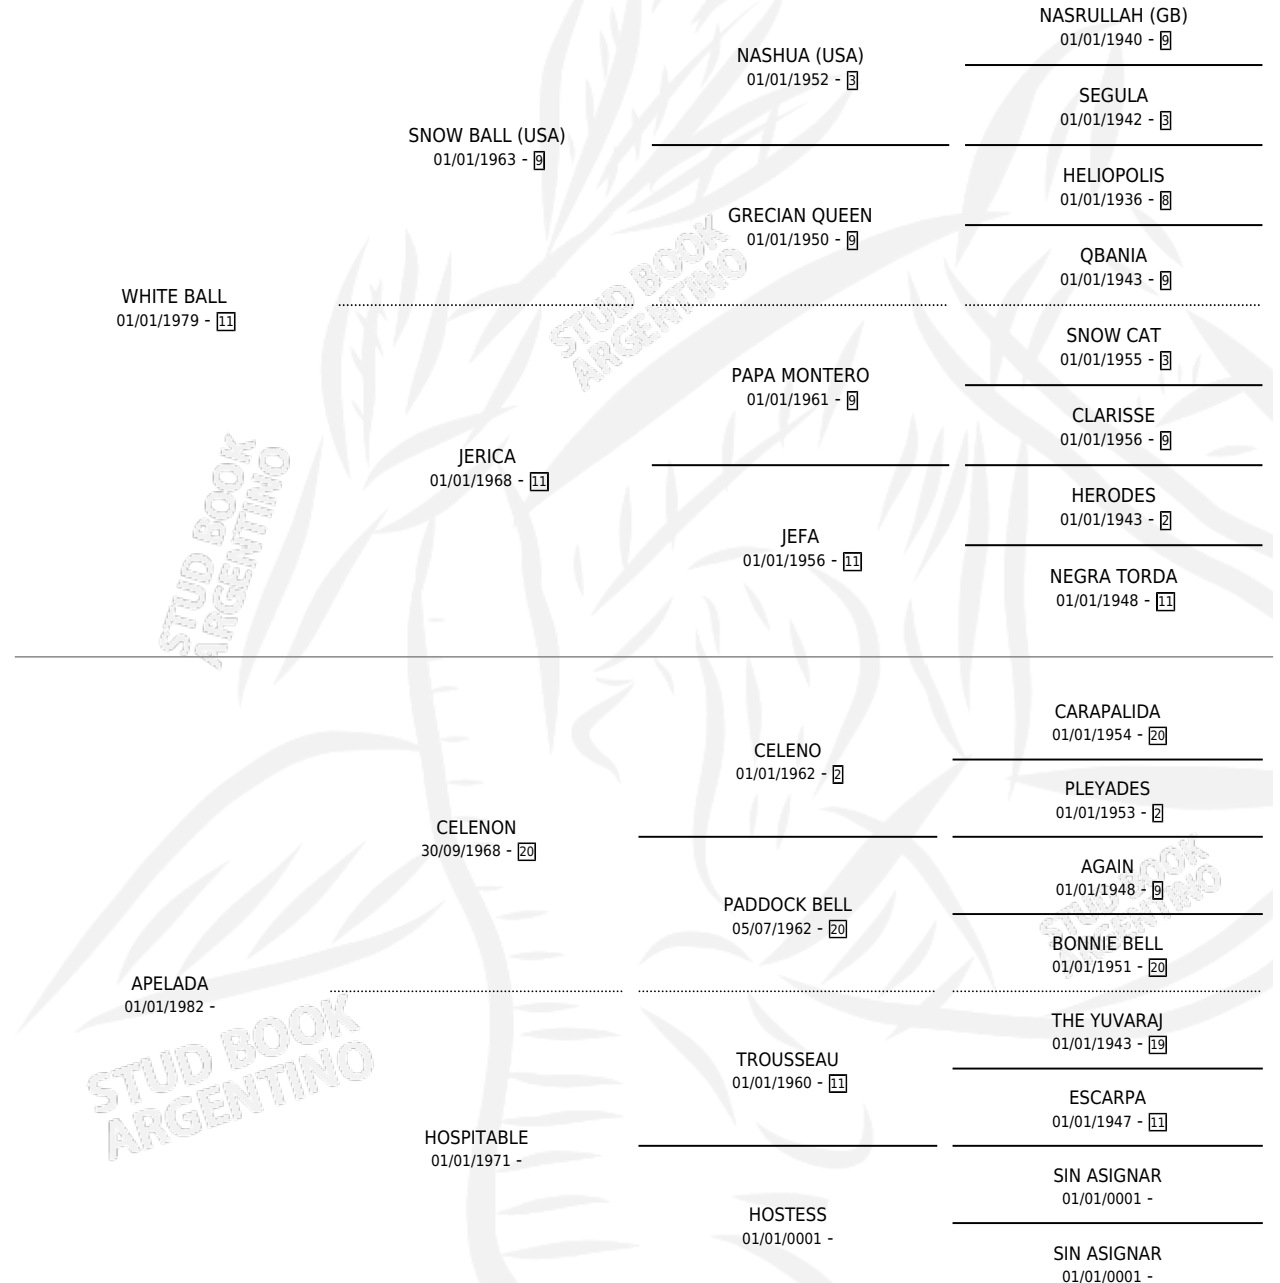 NASRULLAH (GB)
01/01/1940 - 9
NASHUA (USA)
01/01/1952 - 3
SEGULA
01/01/1942 - 3
SNOW BALL (USA)
01/01/1963 - 9
HELIOPOLIS
01/01/1936 - 8
GRECIAN QUEEN
01/01/1950 - 9
QBANIA
01/01/1943 - 9
WHITE BALL
01/01/1979 - 11
SNOW CAT
01/01/1955 - 3
PAPA MONTERO
01/01/1961 - 9
CLARISSE
01/01/1956 - 9
JERICA
01/01/1968 - 11
HERODES
01/01/1943 - 2
JEFA
01/01/1956 - 11
NEGRA TORDA
01/01/1948 - 11
STUD BOOK
ARGENTINO
STUD BOOK
ARGENTINO
CARAPALIDA
01/01/1954 - 20
CELENO
01/01/1962 - 2
PLEYADES
01/01/1953 - 2
CELENON
30/09/1968 - 20
AGAIN
01/01/1948 - 9
PADDOCK BELL
05/07/1962 - 20
BONNIE BELL
01/01/1951 - 20
STUD BOOK
ARGENTINO
APELADA
01/01/1982 -
THE YUVARAJ
01/01/1943 - 19
TROUSSEAU
01/01/1960 - 11
ESCARPA
01/01/1947 - 11
HOSPITABLE
01/01/1971 -
SIN ASIGNAR
01/01/0001 -
HOSTESS
01/01/0001 -
SIN ASIGNAR
01/01/0001 -
STUD BOOK
ARGENTINO